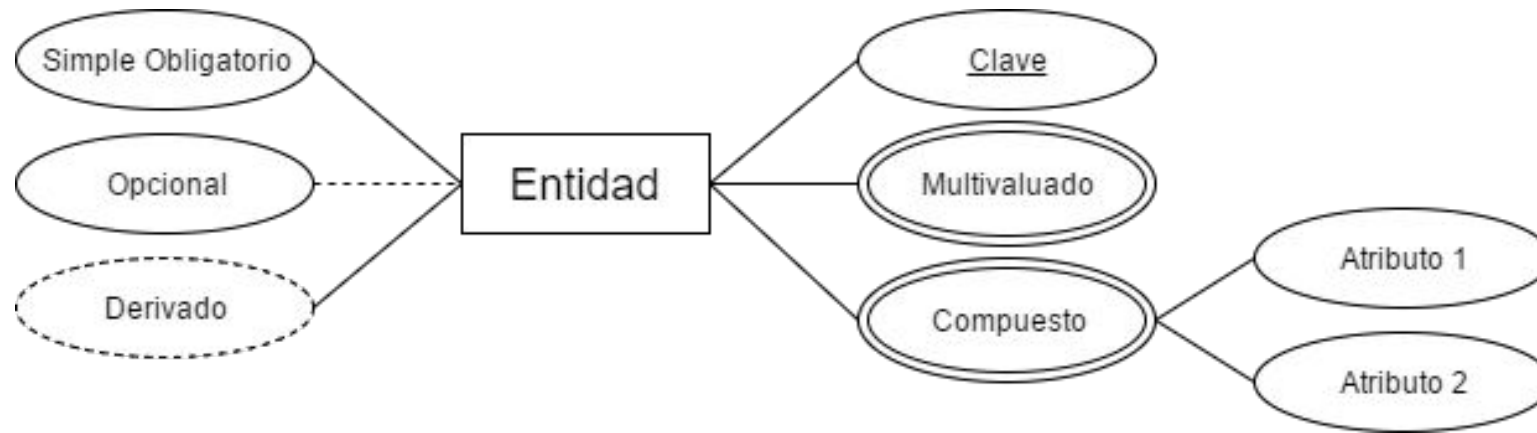 Simple Obligatorio
Opcional
Derivado
Entidad
Clave
Multivaluado
Compuesto
Atributo 1
Atributo 2